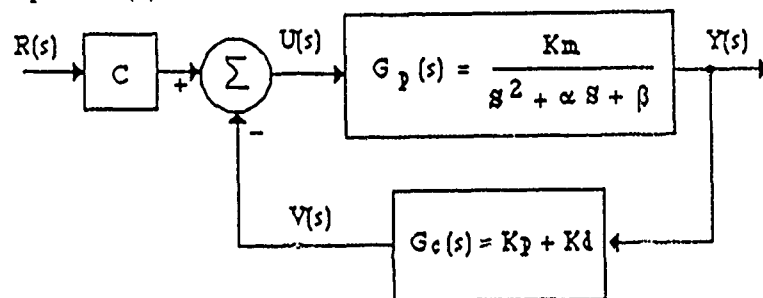 R(s)
C
+
Σ
-
U(s)
G p (s) = Km / S² + α S + β
Y(s)
V(s)
Gc(s) = Kp + Kd